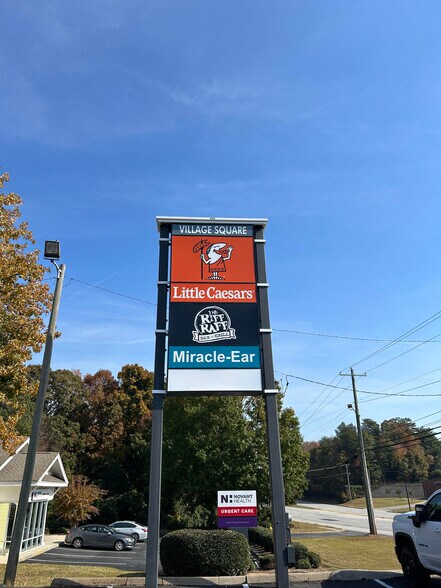 VILLAGE SQUARE
Little Caesars
THE
RIFF
RAFF
Miracle-Ear
NOVANT
HEALTH
URGENT CARE